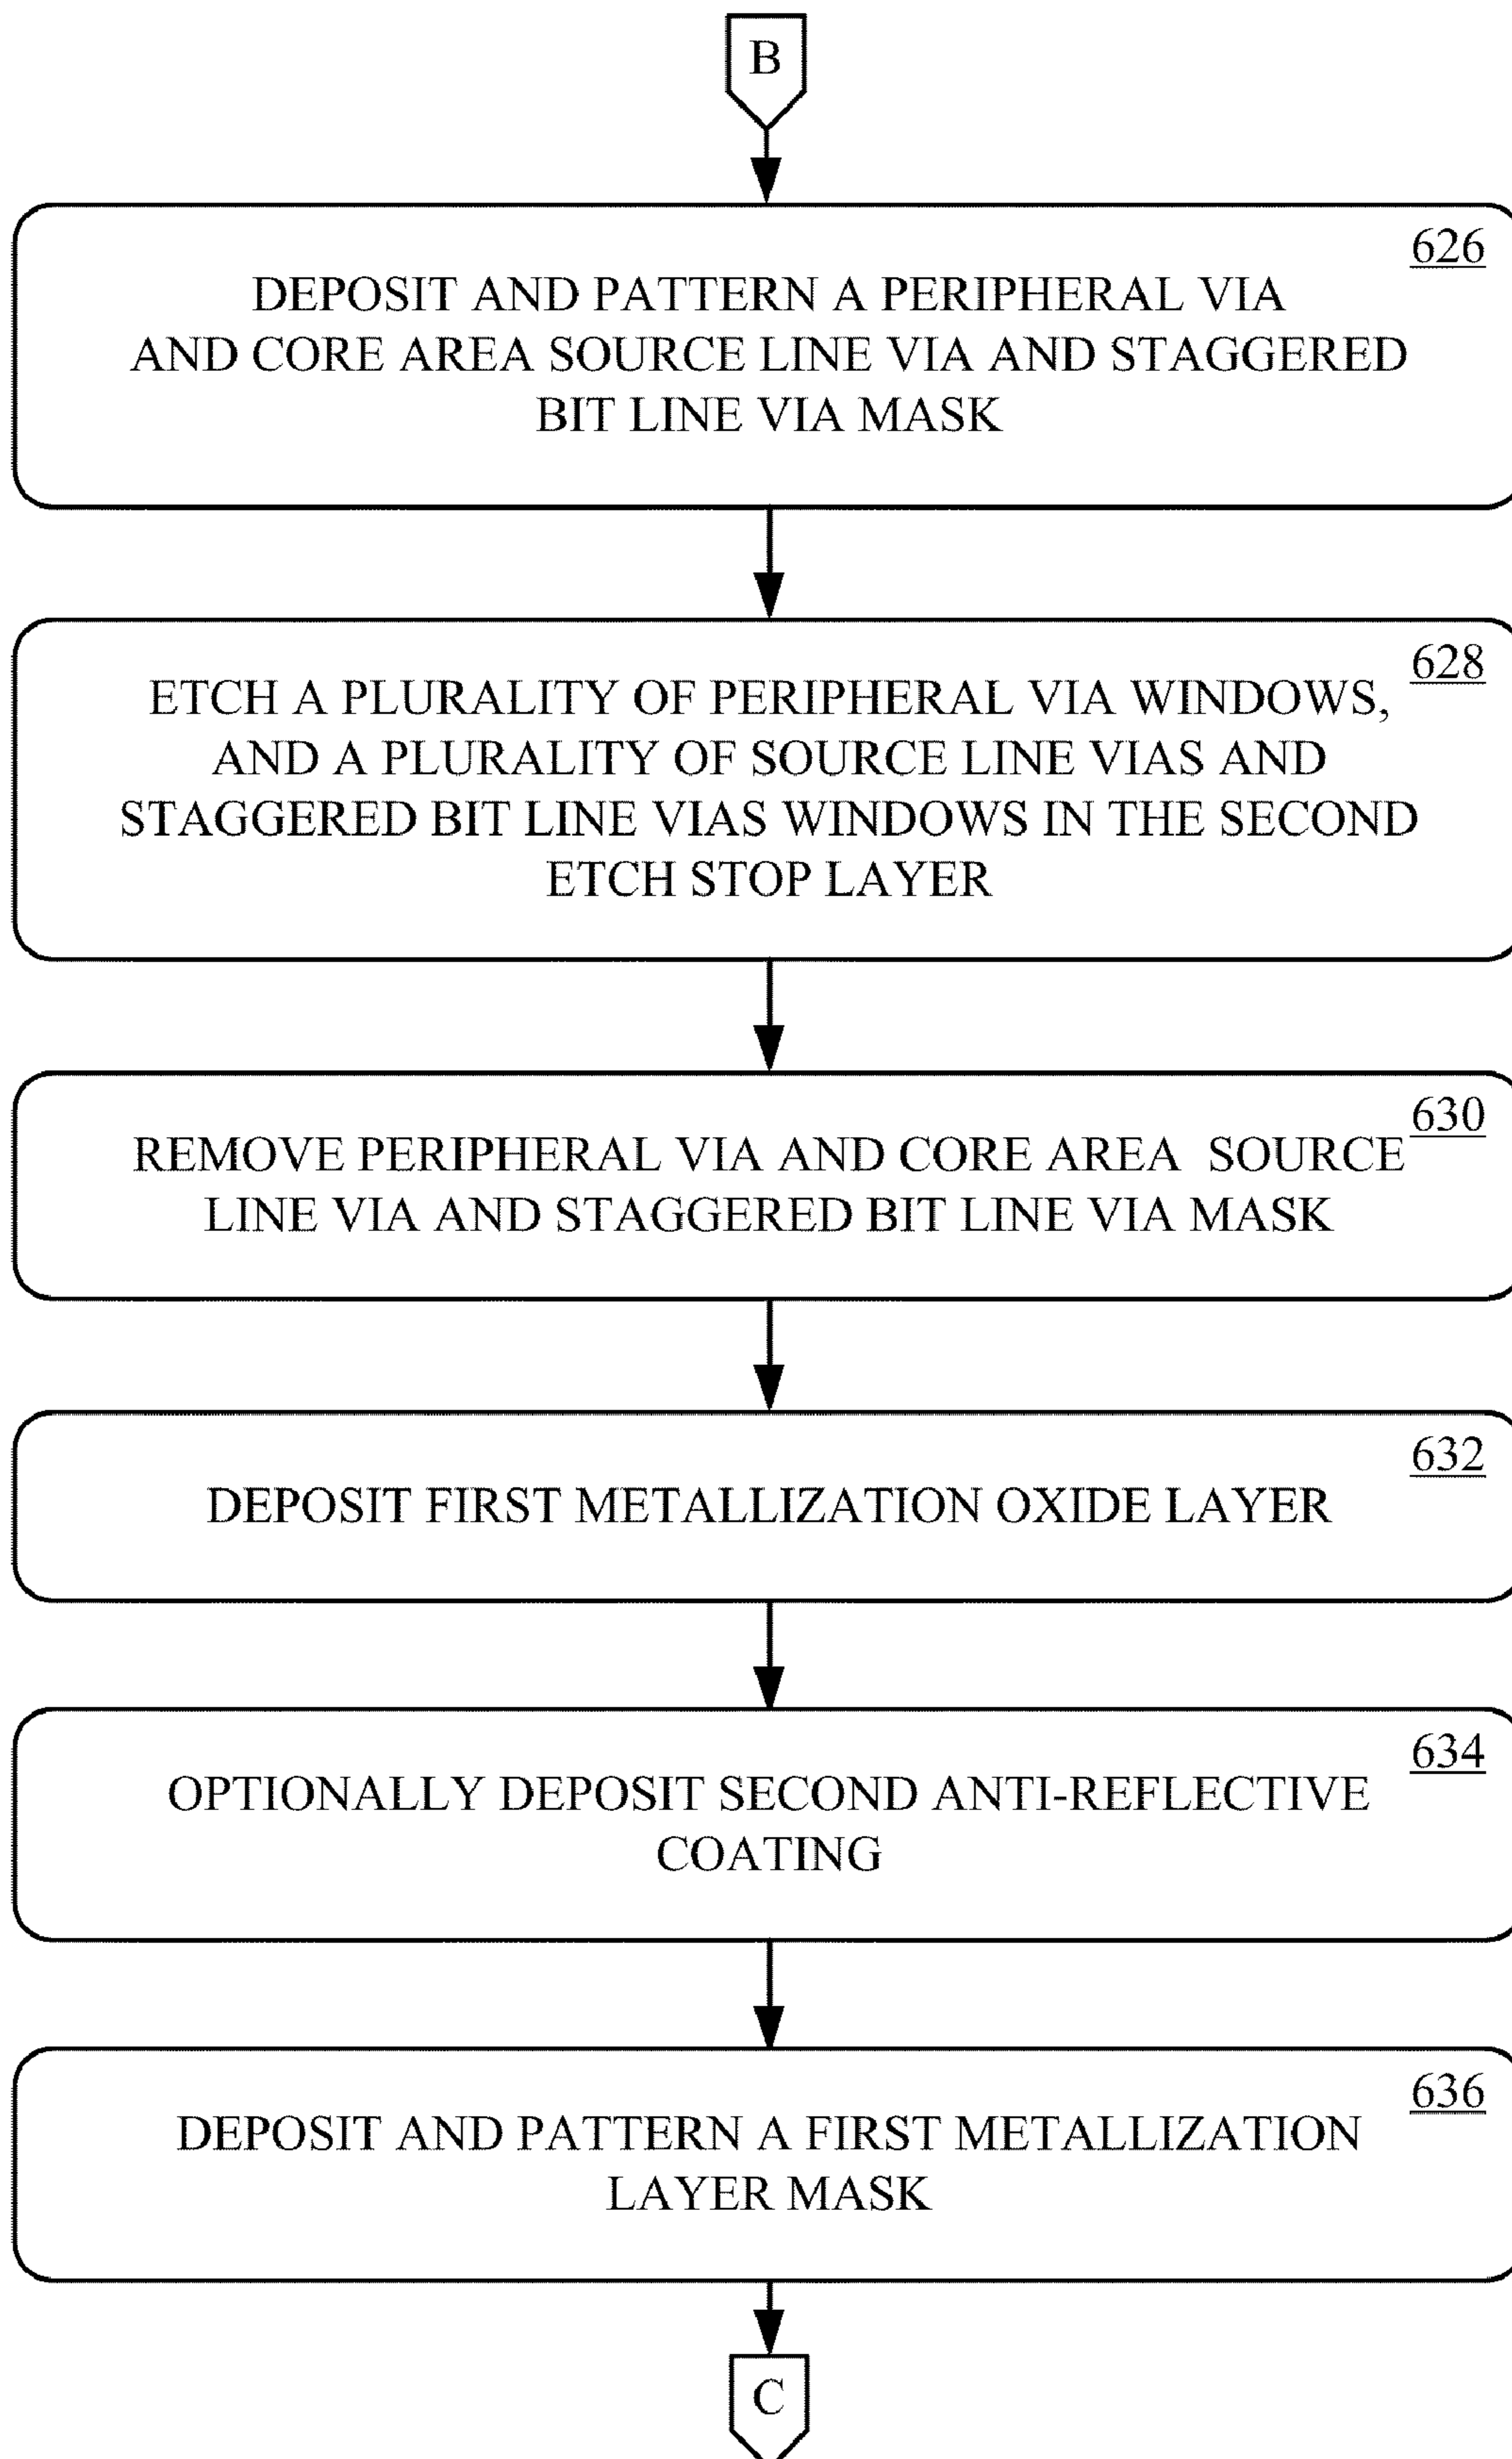 B
626
DEPOSIT AND PATTERN A PERIPHERAL VIA
AND CORE AREA SOURCE LINE VIA AND STAGGERED
BIT LINE VIA MASK
628
ETCH A PLURALITY OF PERIPHERAL VIA WINDOWS,
AND A PLURALITY OF SOURCE LINE VIAS AND
STAGGERED BIT LINE VIAS WINDOWS IN THE SECOND
ETCH STOP LAYER
630
REMOVE PERIPHERAL VIA AND CORE AREA SOURCE
LINE VIA AND STAGGERED BIT LINE VIA MASK
632
DEPOSIT FIRST METALLIZATION OXIDE LAYER
634
OPTIONALLY DEPOSIT SECOND ANTI-REFLECTIVE
COATING
636
DEPOSIT AND PATTERN A FIRST METALLIZATION
LAYER MASK
C